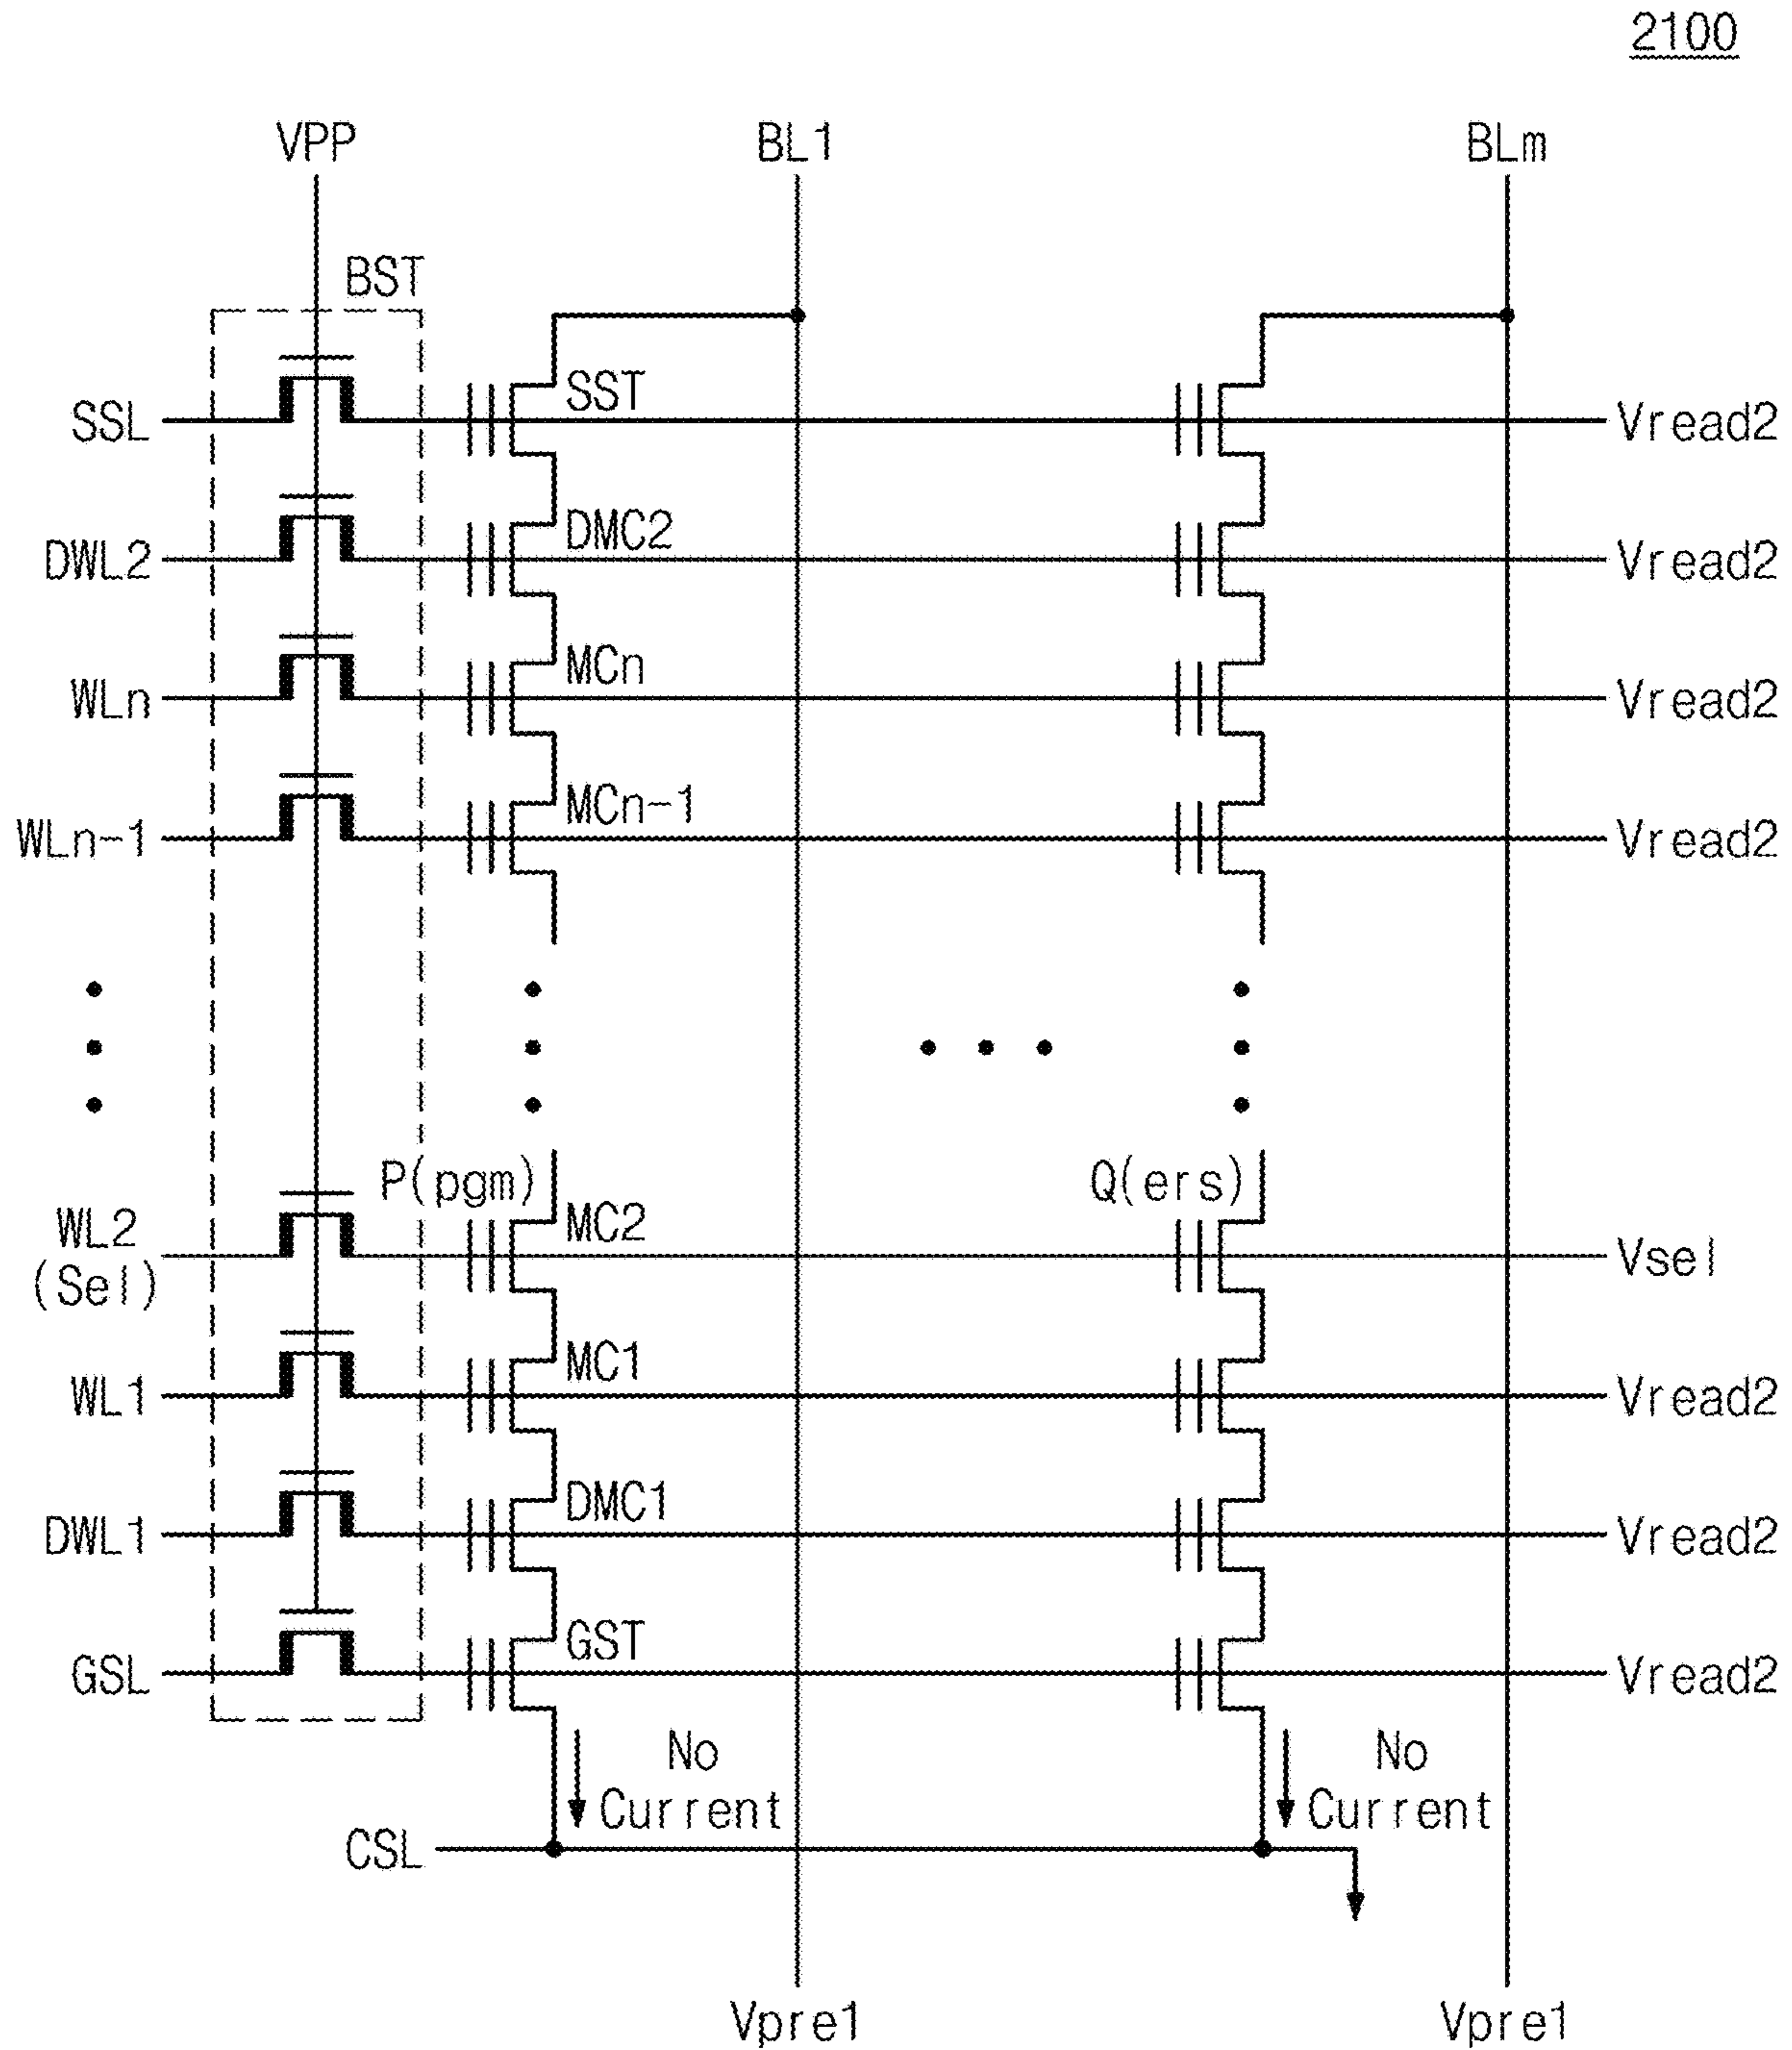 2100
VPP BL1 BLm
BST
SSL SST Vread2
DWL2 DMC2 Vread2
WLn MCn Vread2
WLn-1 MCn-1 Vread2
P(pgm) Q(ers)
WL2 MC2
(Sel) Vsel
WL1 MC1 Vread2
DWL1 DMC1 Vread2
GSL GST Vread2
No No
Current Current
CSL
Vpre1 Vpre1